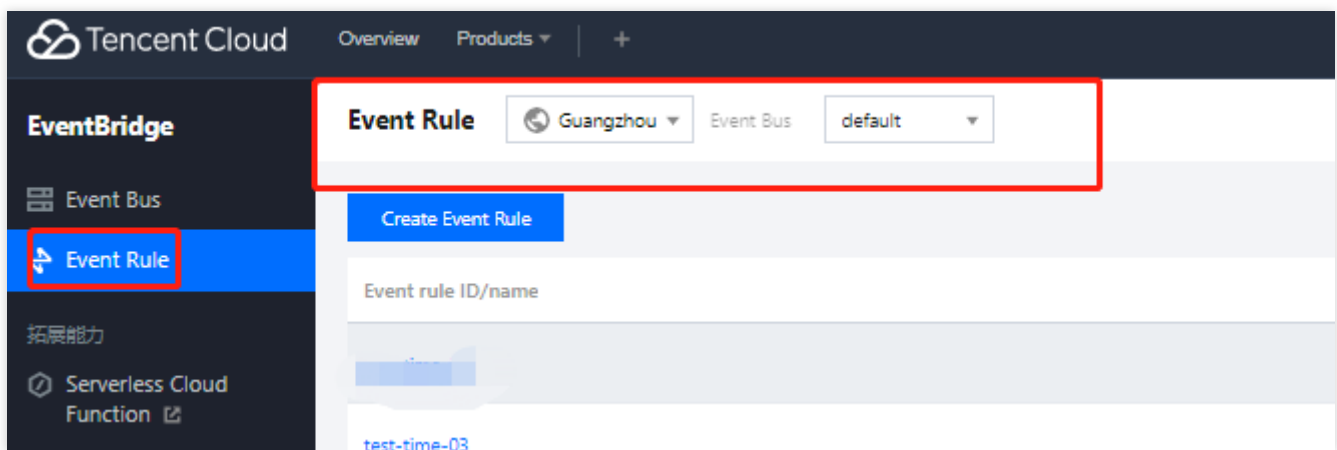 Tencent Cloud Overview Products +
EventBridge
Event Rule Guangzhou Event Bus default
Event Bus
Create Event Rule
Event Rule
Event rule ID/name
拓展能力
Serverless Cloud
Function
test-time-03